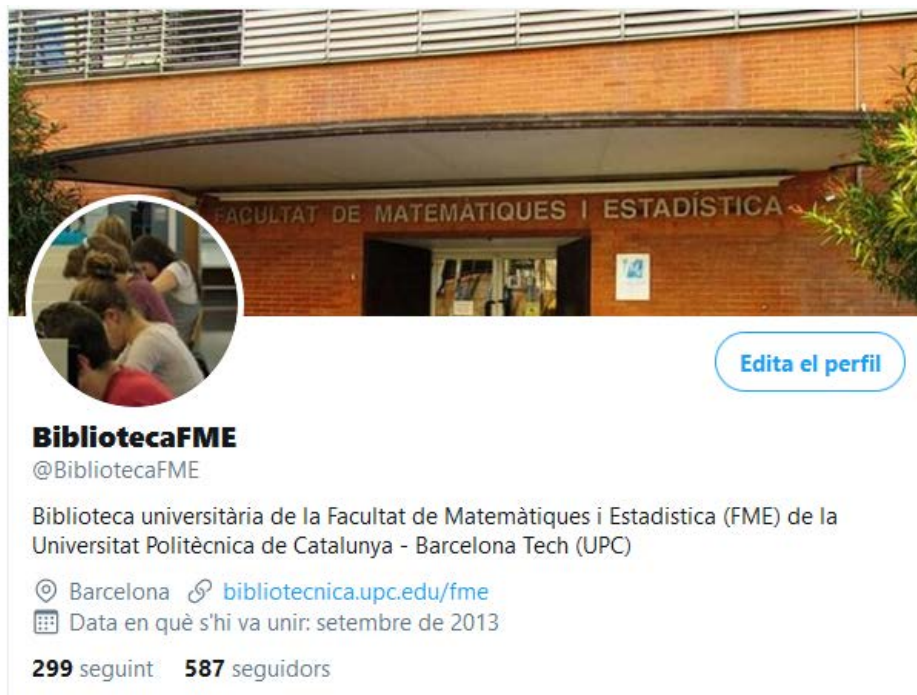 FACULTAT DE MATEMÀTIQUES I ESTADÍSTICA
Edita el perfil
BibliotecaFME
@BibliotecaFME
Biblioteca universitària de la Facultat de Matemàtiques i Estadistica (FME) de la
Universitat Politècnica de Catalunya - Barcelona Tech (UPC)
Barcelona bibliotecnica.upc.edu/fme
Data en què s'hi va unir: setembre de 2013
299 seguint 587 seguidors